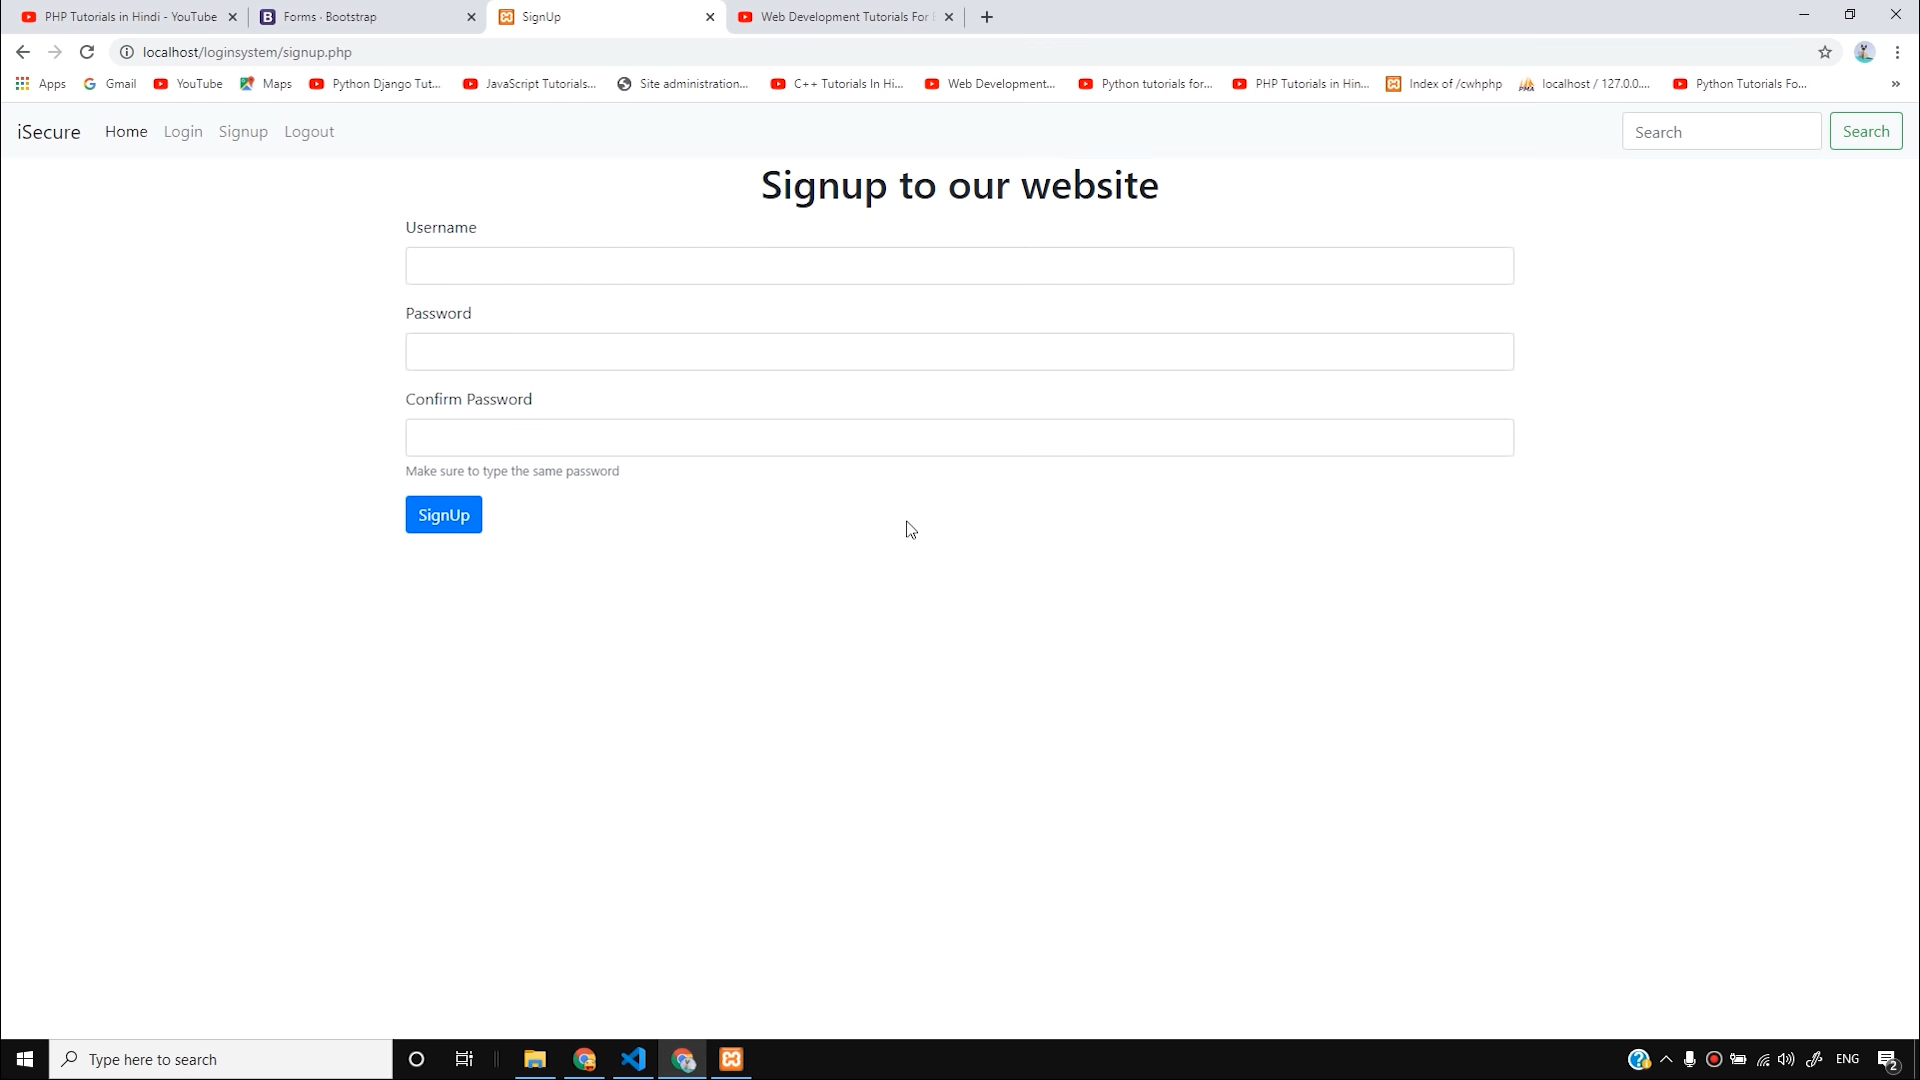 PHP Tutorials in Hindi - YouTube
Forms · Bootstrap
SignUp
Web Development Tutorials For
localhost/loginsystem/signup.php
Apps
Gmail
YouTube
Maps
Python Django Tut...
JavaScript Tutorials...
Site administration...
C++ Tutorials In Hi...
Web Development...
Python tutorials for...
PHP Tutorials in Hin...
Index of /cwhphp
localhost / 127.0.0....
Python Tutorials Fo...
»
iSecure
Home
Login
Signup
Logout
Search
Search
Signup to our website
Username
Password
Confirm Password
Make sure to type the same password
SignUp
Type here to search
ENG
2